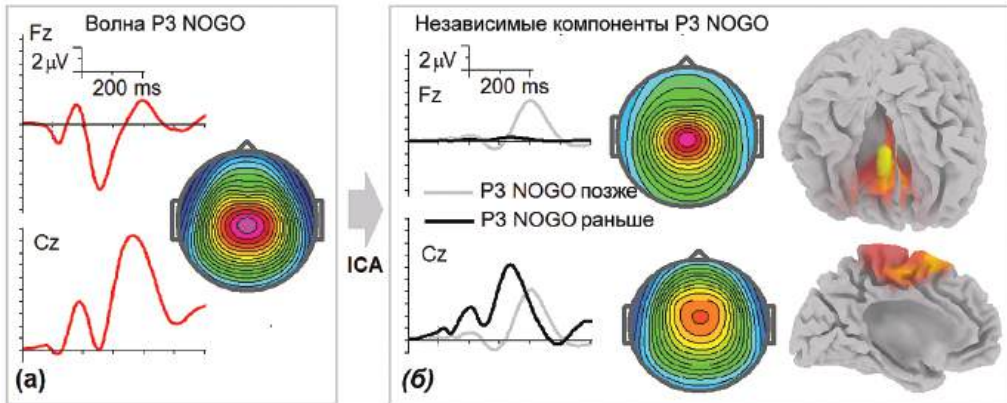 Волна P3 NOGO
Fz
2 μV
200 ms
Cz
(а)
ICA
Независимые компоненты P3 NOGO
2 μV
200 ms
Fz
P3 NOGO позже
P3 NOGO раньше
Cz
(б)